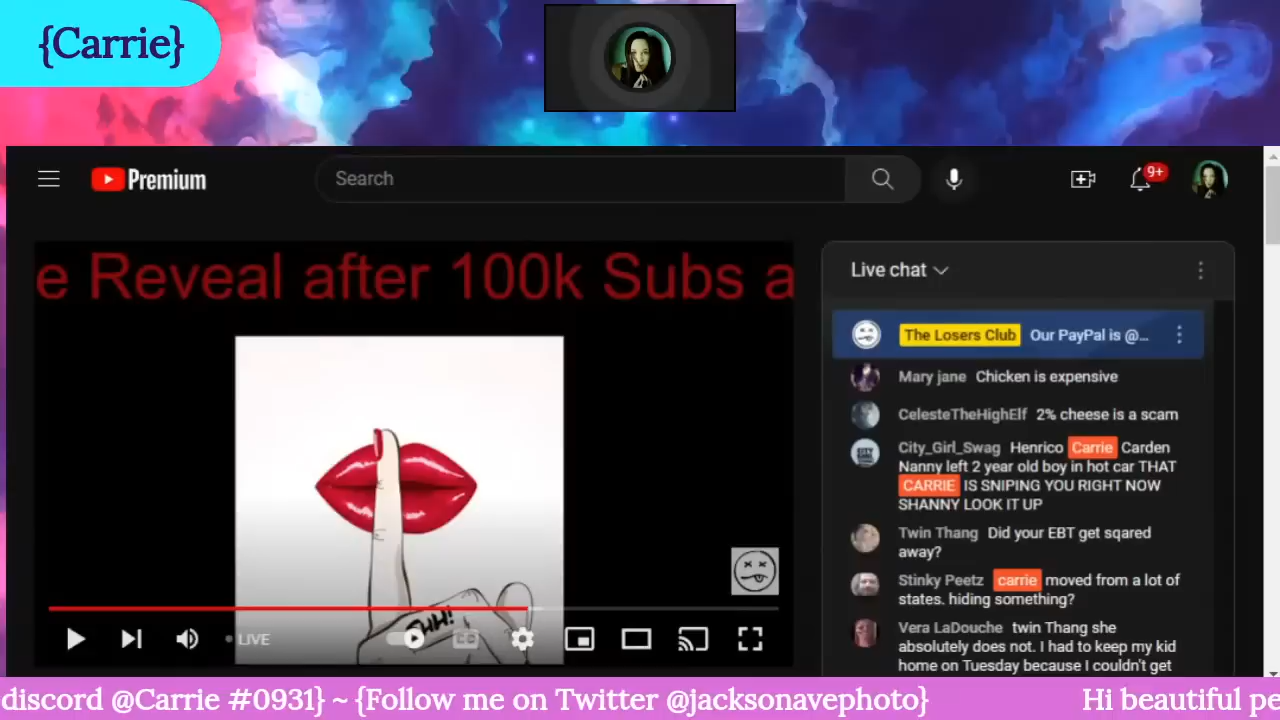 {Carrie}
Premium
Search
9+
e Reveal after 100k Subs a
SHH!
LIVE
CC
Live chat
The Losers Club Our PayPal is @...
Mary jane Chicken is expensive
CelesteTheHighElf 2% cheese is a scam
City_Girl_Swag Henrico Carrie Carden
Nanny left 2 year old boy in hot car THAT
CARRIE IS SNIPING YOU RIGHT NOW
SHANNY LOOK IT UP
Twin Thang Did your EBT get sqared
away?
Stinky Peetz carrie moved from a lot of
states. hiding something?
Vera LaDouche twin Thang she
absolutely does not. I had to keep my kid
home on Tuesday because I couldn't get
discord @Carrie #0931} ~ {Follow me on Twitter @jacksonavephoto}
Hi beautiful pe